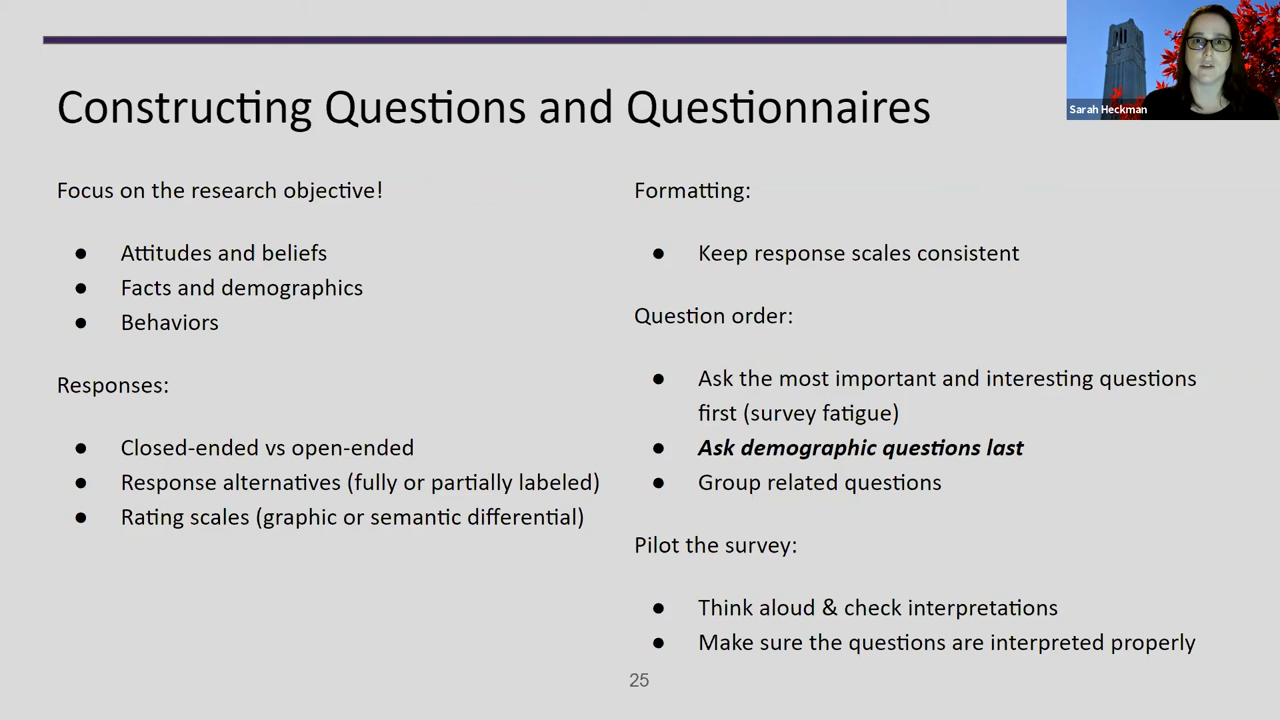 Constructing Questions and Questionnaires
Sarah Heckman
Focus on the research objective!
● Attitudes and beliefs
● Facts and demographics
● Behaviors
Responses:
● Closed-ended vs open-ended
● Response alternatives (fully or partially labeled)
● Rating scales (graphic or semantic differential)
Formatting:
● Keep response scales consistent
Question order:
● Ask the most important and interesting questions
first (survey fatigue)
● Ask demographic questions last
● Group related questions
Pilot the survey:
● Think aloud & check interpretations
● Make sure the questions are interpreted properly
25